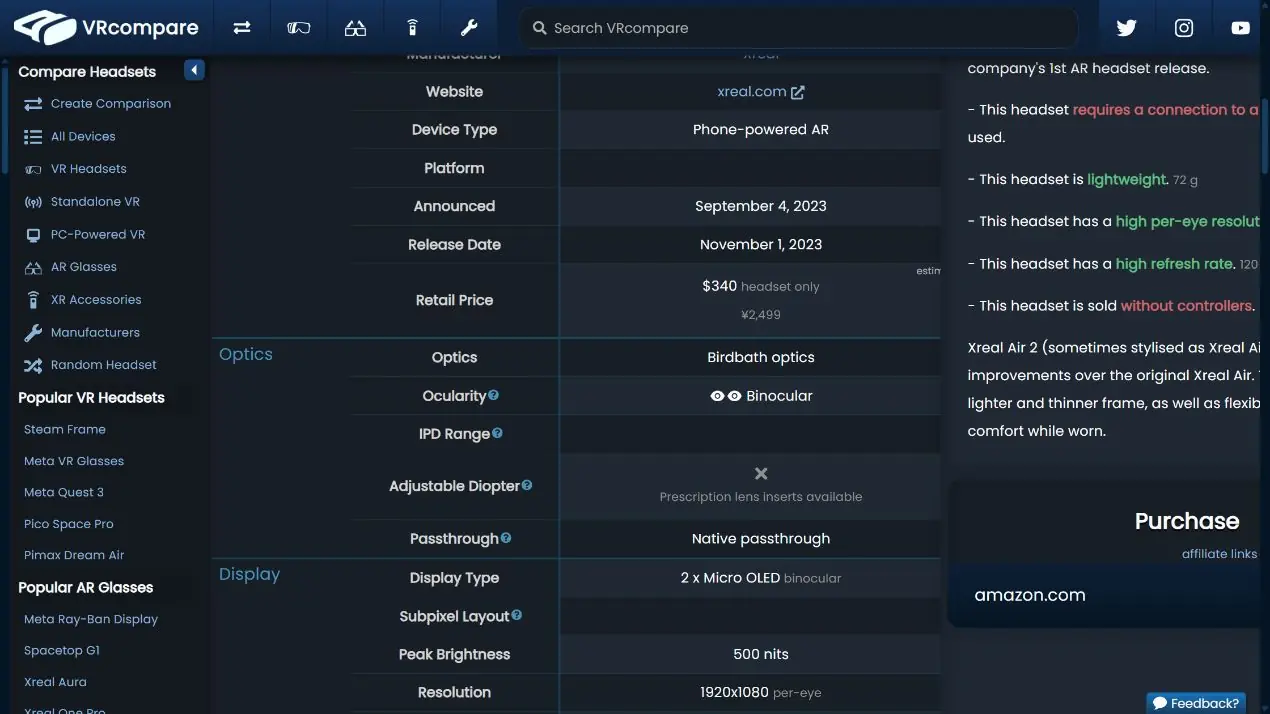 VRcompare
Search VRcompare
Compare Headsets
Create Comparison
All Devices
VR Headsets
Standalone VR
PC-Powered VR
AR Glasses
XR Accessories
Manufacturers
Random Headset
Popular VR Headsets
Steam Frame
Meta VR Glasses
Meta Quest 3
Pico Space Pro
Pimax Dream Air
Popular AR Glasses
Meta Ray-Ban Display
Spacetop G1
Xreal Aura
Xreal One Pro
Manufacturer Xreal
Website xreal.com
Device Type Phone-powered AR
Platform
Announced September 4, 2023
Release Date November 1, 2023
Retail Price $340 headset only
estim
¥2,499
Optics
Optics Birdbath optics
Ocularity Binocular
IPD Range
Adjustable Diopter
Prescription lens inserts available
Passthrough Native passthrough
Display
Display Type 2 x Micro OLED binocular
Subpixel Layout
Peak Brightness 500 nits
Resolution 1920x1080 per-eye
company's 1st AR headset release.
- This headset requires a connection to a
used.
- This headset is lightweight. 72 g
- This headset has a high per-eye resolut
- This headset has a high refresh rate. 120
- This headset is sold without controllers.
Xreal Air 2 (sometimes stylised as Xreal Ai
improvements over the original Xreal Air.
lighter and thinner frame, as well as flexib
comfort while worn.
Purchase
affiliate links
amazon.com
Feedback?